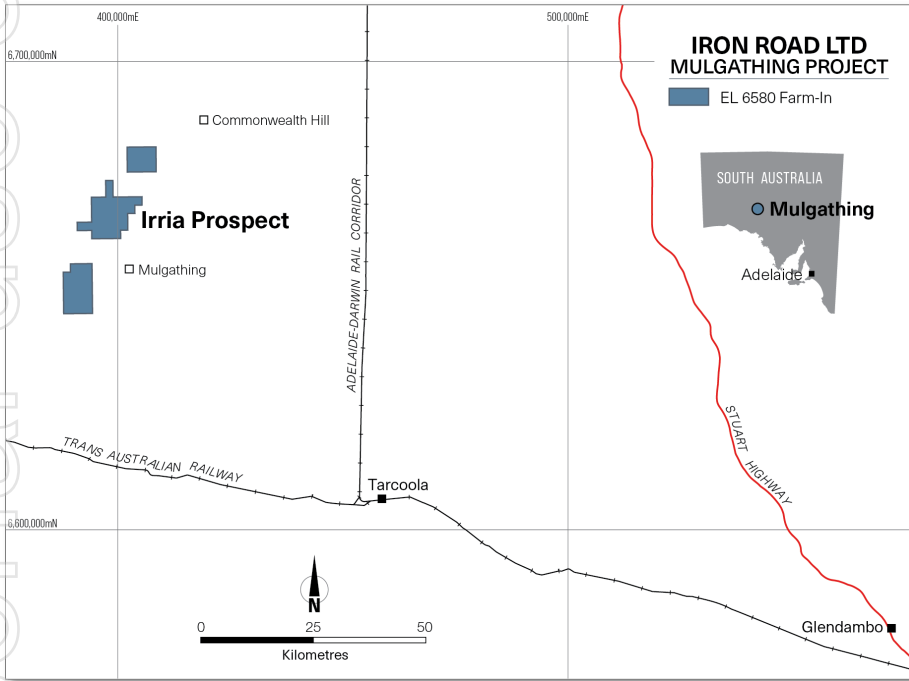 400,000mE
500,000mE
6,700,000mN
IRON ROAD LTD
MULGATHING PROJECT
EL 6580 Farm-In
Commonwealth Hill
SOUTH AUSTRALIA
Mulgathing
Adelaide
Irria Prospect
Mulgathing
ADELAIDE-DARWIN RAIL CORRIDOR
STUART HIGHWAY
TRANS AUSTRALIAN RAILWAY
Tarcoola
6,600,000mN
N
0 25 50
Kilometres
Glendambo